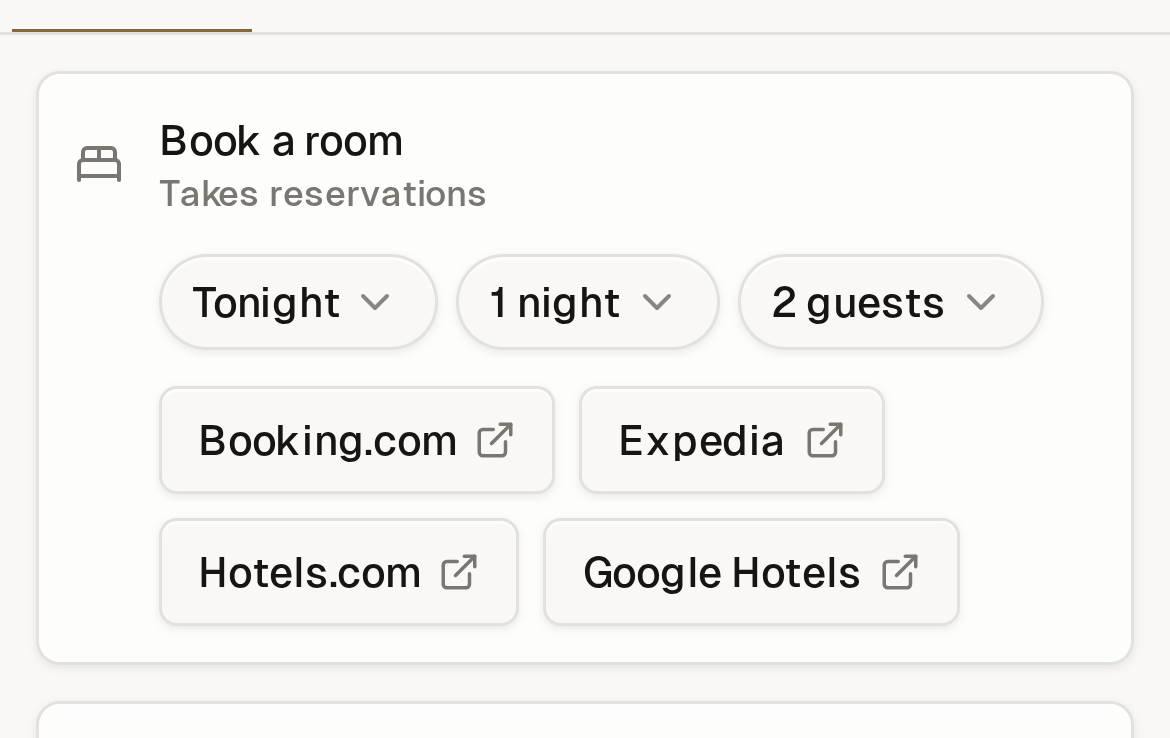 Book a room
Takes reservations
Tonight 1 night 2 guests
Booking.com Expedia
Hotels.com Google Hotels